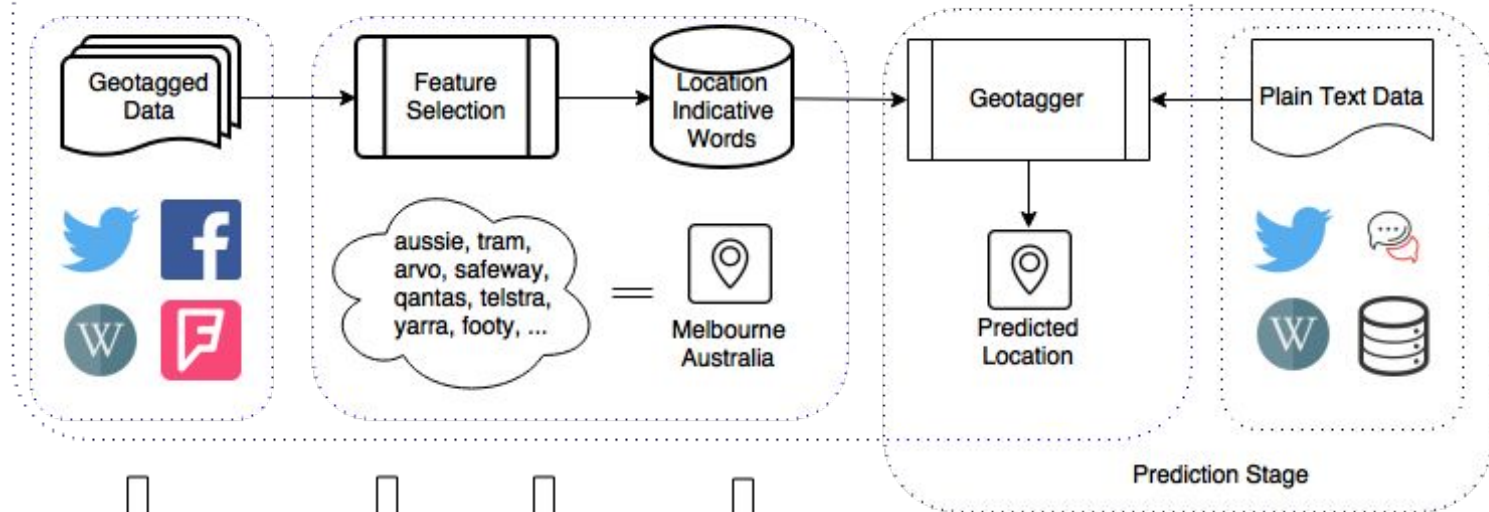 Geotagged
Data
Feature
Selection
Location
Indicative
Words
Geotagger
Plain Text Data
aussie, tram,
arvo, safeway,
qantas, telstra,
yarra, footy, ...
=
Melbourne
Australia
Predicted
Location
f
W
F
W
Prediction Stage